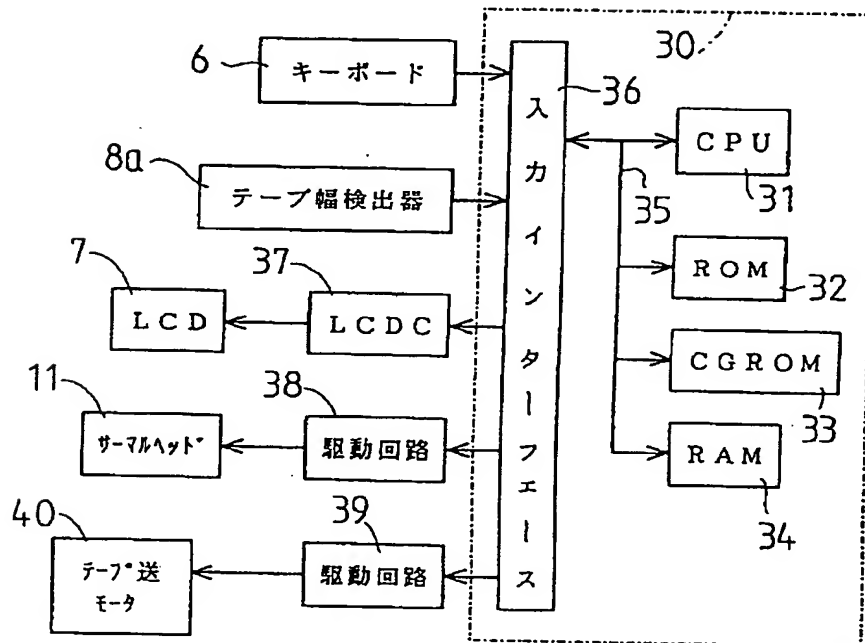 30
6
キーボード
36
入力インターフェース
CPU
31
8a
テープ幅検出器
35
ROM
32
7
LCD
37
LCDC
CGROM
33
11
サーマルヘッド
38
駆動回路
RAM
34
40
テープ送
モータ
39
駆動回路